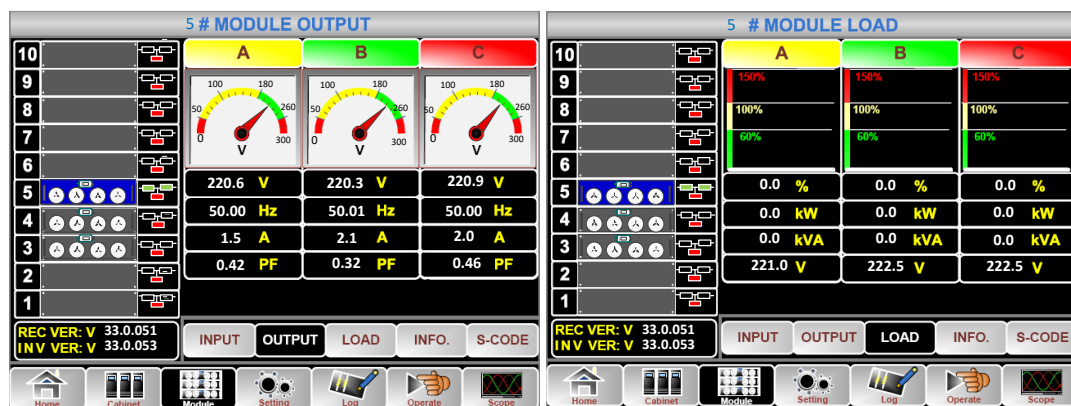 5 # MODULE OUTPUT
10
9
8
7
6
5
4
3
2
1
A B C
0 50 100 180 260 300 V
0 50 100 180 260 300 V
0 50 100 180 260 300 V
220.6 V 220.3 V 220.9 V
50.00 Hz 50.01 Hz 50.00 Hz
1.5 A 2.1 A 2.0 A
0.42 PF 0.32 PF 0.46 PF
REC VER: V 33.0.051
INV VER: V 33.0.053
INPUT OUTPUT LOAD INFO. S-CODE
Home Cabinet Module Setting Log Operate Scope
5 # MODULE LOAD
10
9
8
7
6
5
4
3
2
1
A B C
150% 150% 150%
100% 100% 100%
60% 60% 60%
0.0 % 0.0 % 0.0 %
0.0 kW 0.0 kW 0.0 kW
0.0 kVA 0.0 kVA 0.0 kVA
221.0 V 222.5 V 222.5 V
REC VER: V 33.0.051
INV VER: V 33.0.053
INPUT OUTPUT LOAD INFO. S-CODE
Home Cabinet Module Setting Log Operate Scope